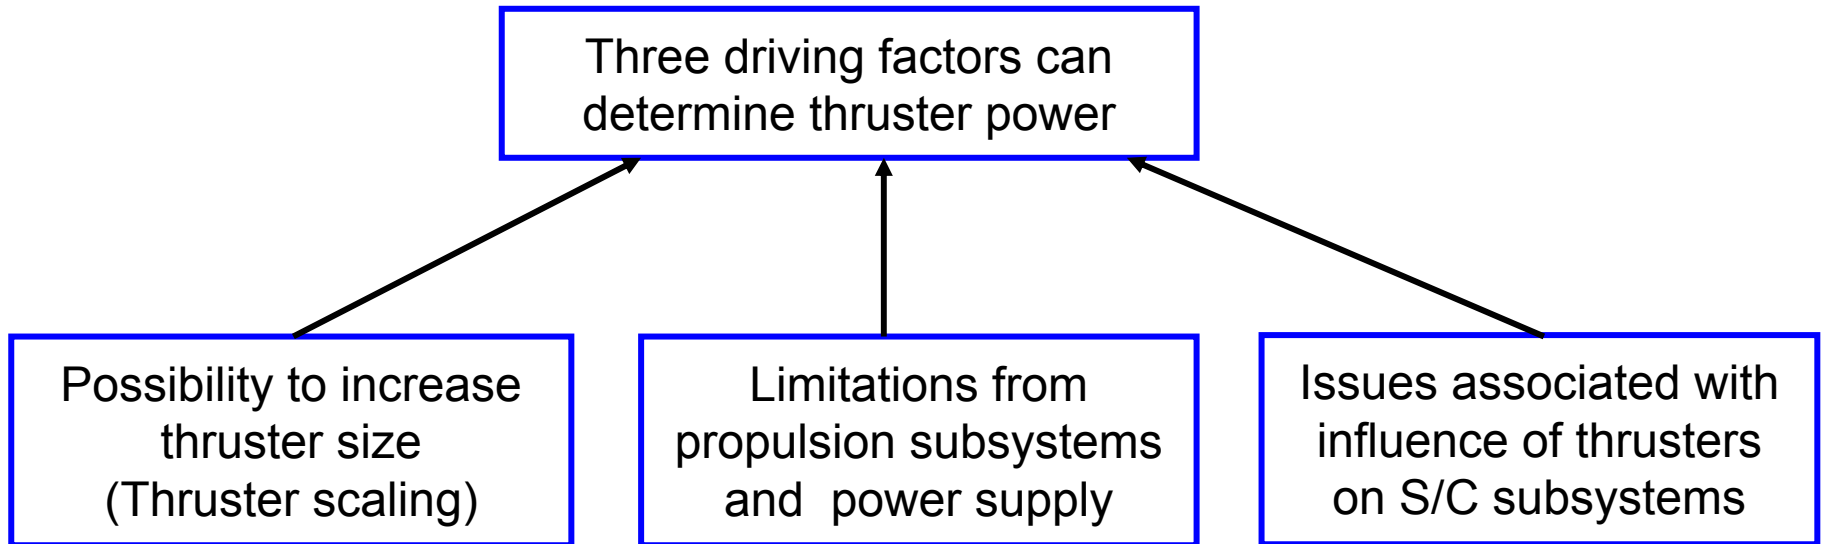 Three driving factors can
determine thruster power
Possibility to increase
thruster size
(Thruster scaling)
Limitations from
propulsion subsystems
and  power supply
Issues associated with
influence of thrusters
on S/C subsystems